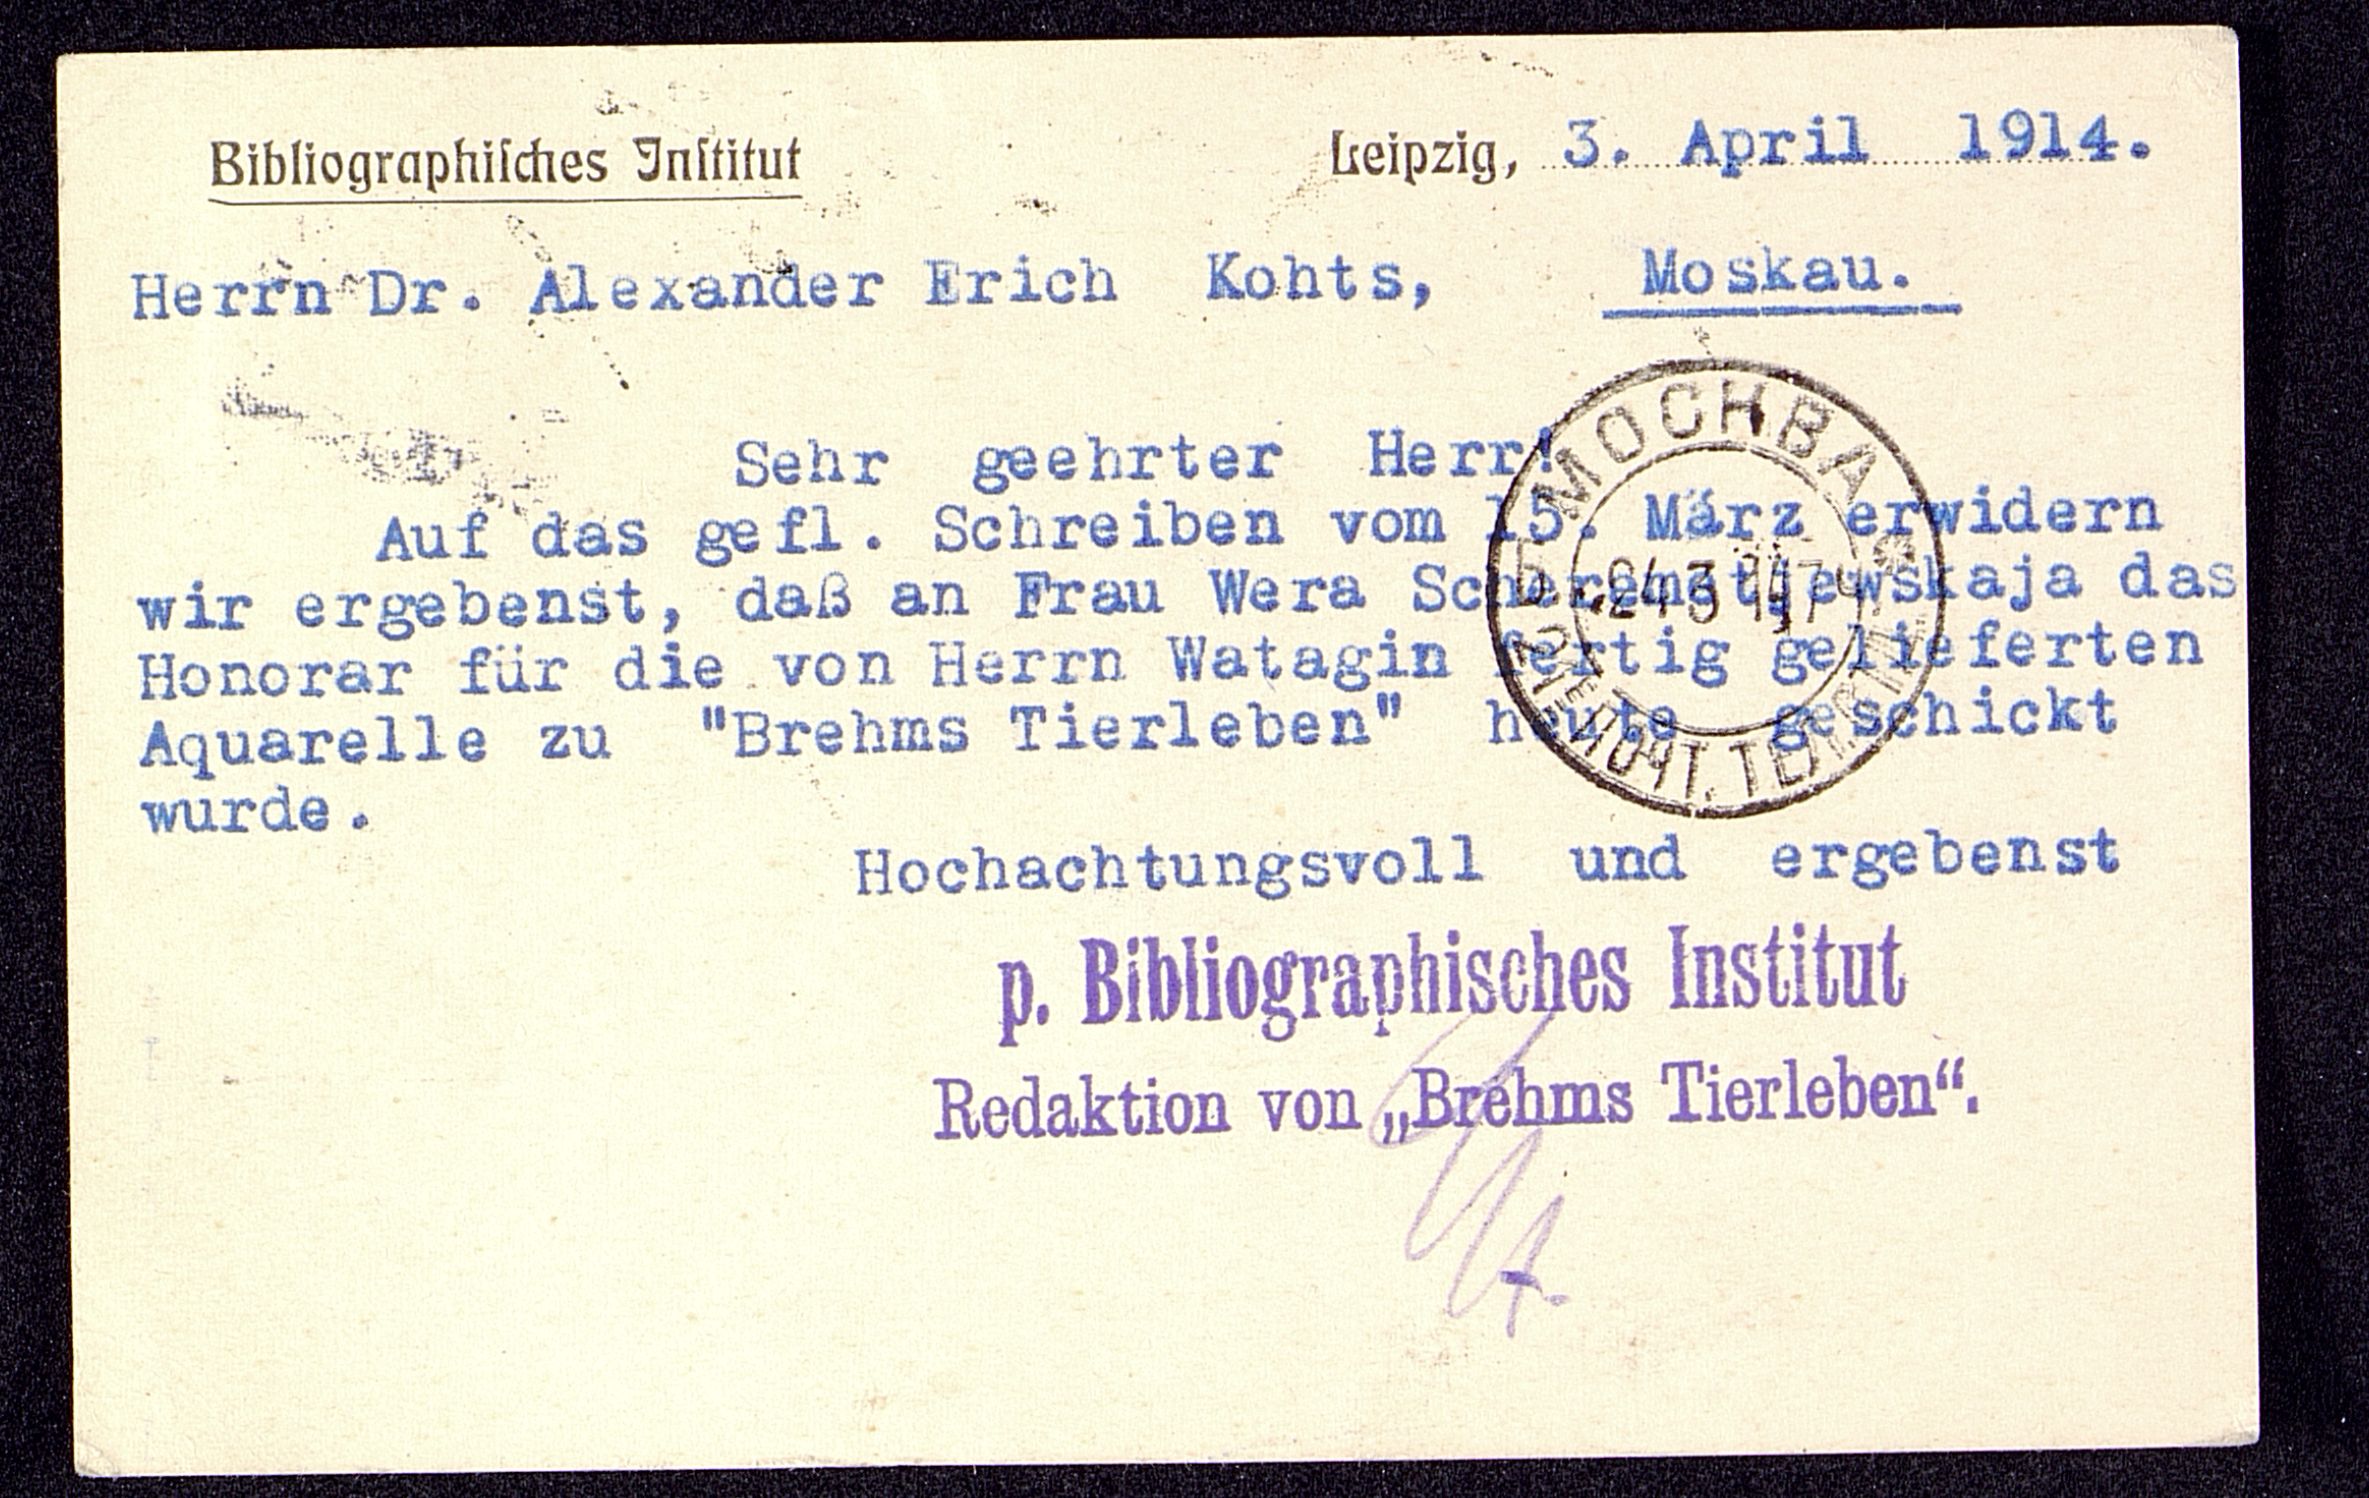 Bibliographiſches Inſtitut
Leipzig, 3. April 1914.
Herrn Dr. Alexander Erich Kohts, Moskau.
Sehr geehrter Herr!
Auf das gefl. Schreiben vom 15. März erwidern
wir ergebenst, daß an Frau Wera Scheremetjewskaja das
Honorar für die von Herrn Watagin fertig gelieferten
Aquarelle zu "Brehms Tierleben" heute geschickt
wurde.
Hochachtungsvoll und ergebenst
p. Bibliographisches Institut
Redaktion von „Brehms Tierleben“.
МОСКВА